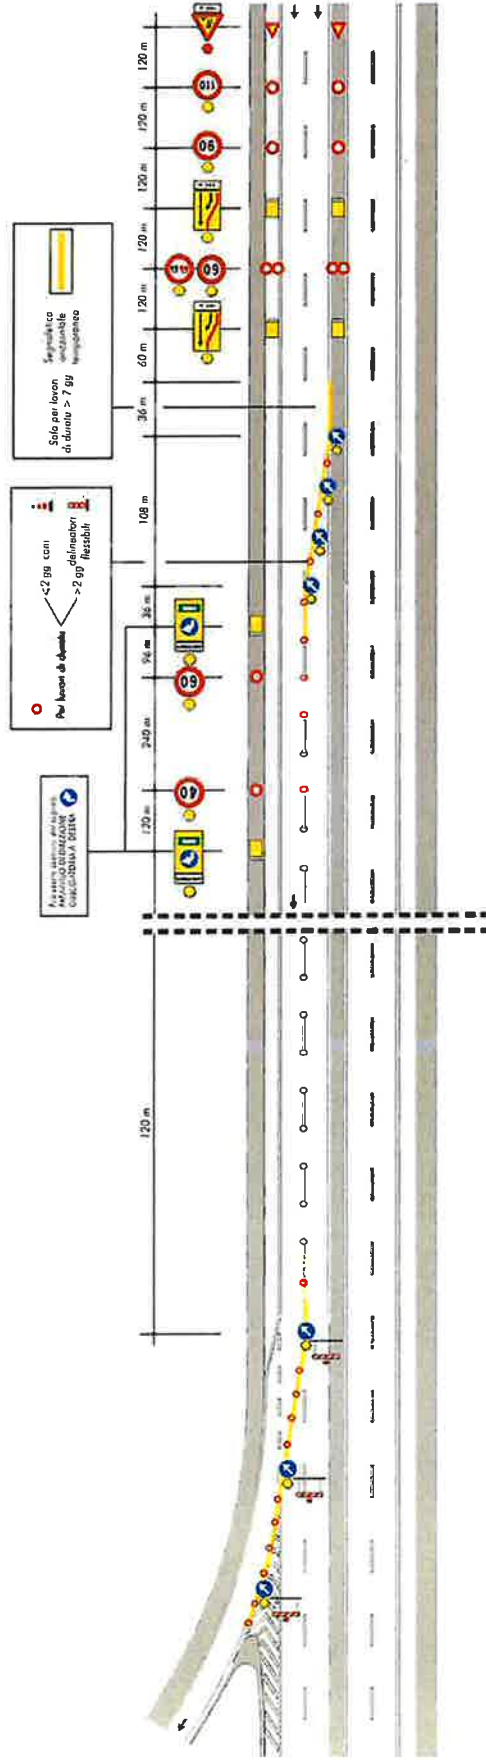 120 m
120 m
120 m
120 m
120 m
60 m
36 m
108 m
36 m
96 m
240 m
120 m
120 m
110
90
60
60
40
Solo per lavori
di durata > 7 gg
Segnaletica
orizzontale
temporanea
Per lavori di durata
<2 gg coni
>2 gg delineatori
flessibili
PASSAGGIO OBBLIGATORIO